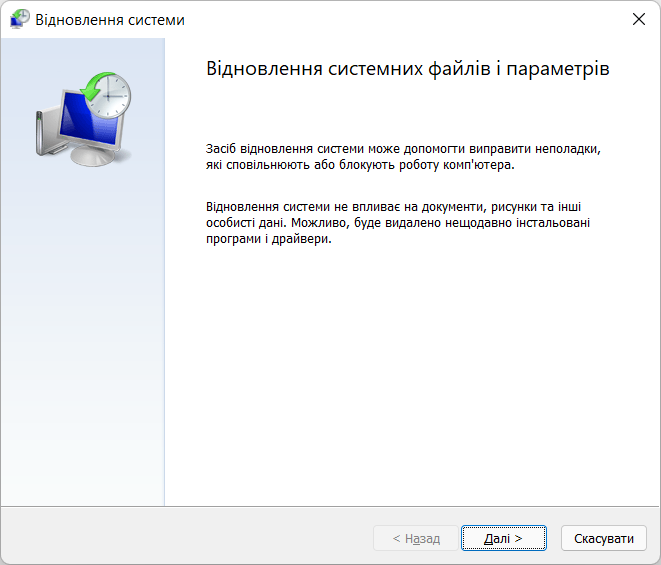 Відновлення системи
Відновлення системних файлів і параметрів
Засіб відновлення системи може допомогти виправити неполадки,
які сповільнюють або блокують роботу комп'ютера.
Відновлення системи не впливає на документи, рисунки та інші
особисті дані. Можливо, буде видалено нещодавно інстальовані
програми і драйвери.
< Назад
Далі >
Скасувати